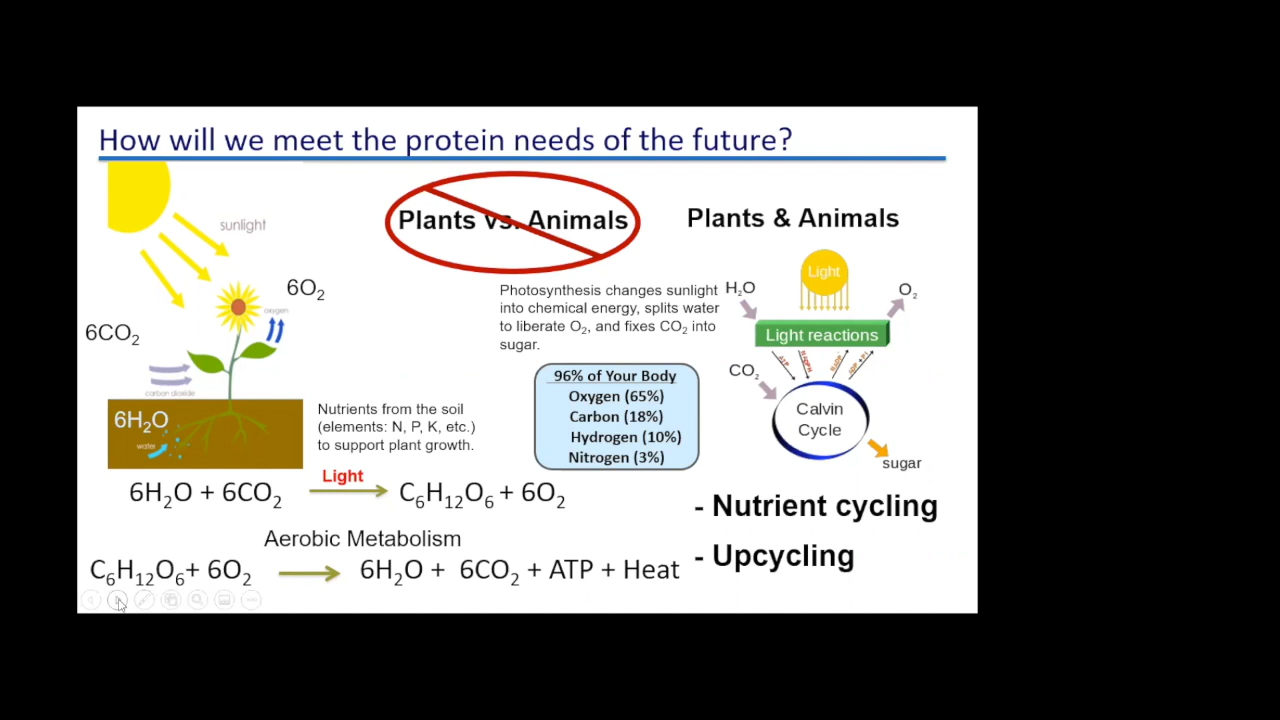 How will we meet the protein needs of the future?
sunlight
Plants vs. Animals
Plants & Animals
Light
6O₂
oxygen
6CO₂
carbon dioxide
Photosynthesis changes sunlight
into chemical energy, splits water
to liberate O₂, and fixes CO₂ into
sugar.
H₂O
O₂
Light reactions
ATP
NADPH
CO₂
Calvin
Cycle
sugar
96% of Your Body
Oxygen (65%)
Carbon (18%)
Hydrogen (10%)
Nitrogen (3%)
6H₂O
water
Nutrients from the soil
(elements: N, P, K, etc.)
to support plant growth.
Light
6H₂O + 6CO₂
C₆H₁₂O₆ + 6O₂
- Nutrient cycling
- Upcycling
Aerobic Metabolism
C₆H₁₂O₆+ 6O₂
6H₂O + 6CO₂ + ATP + Heat